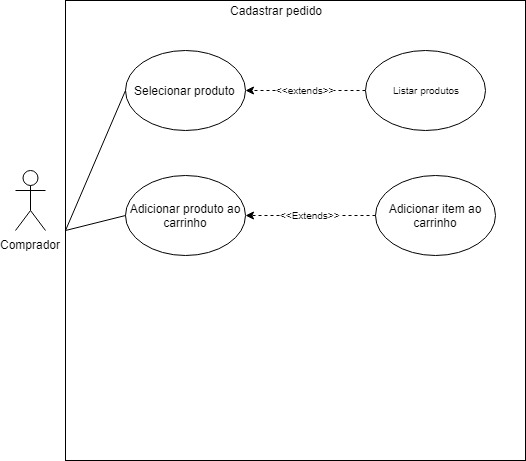 Cadastrar pedido
Selecionar produto
<<extends>>
Listar produtos
Adicionar produto ao
carrinho
<<Extends>>
Adicionar item ao
carrinho
Comprador